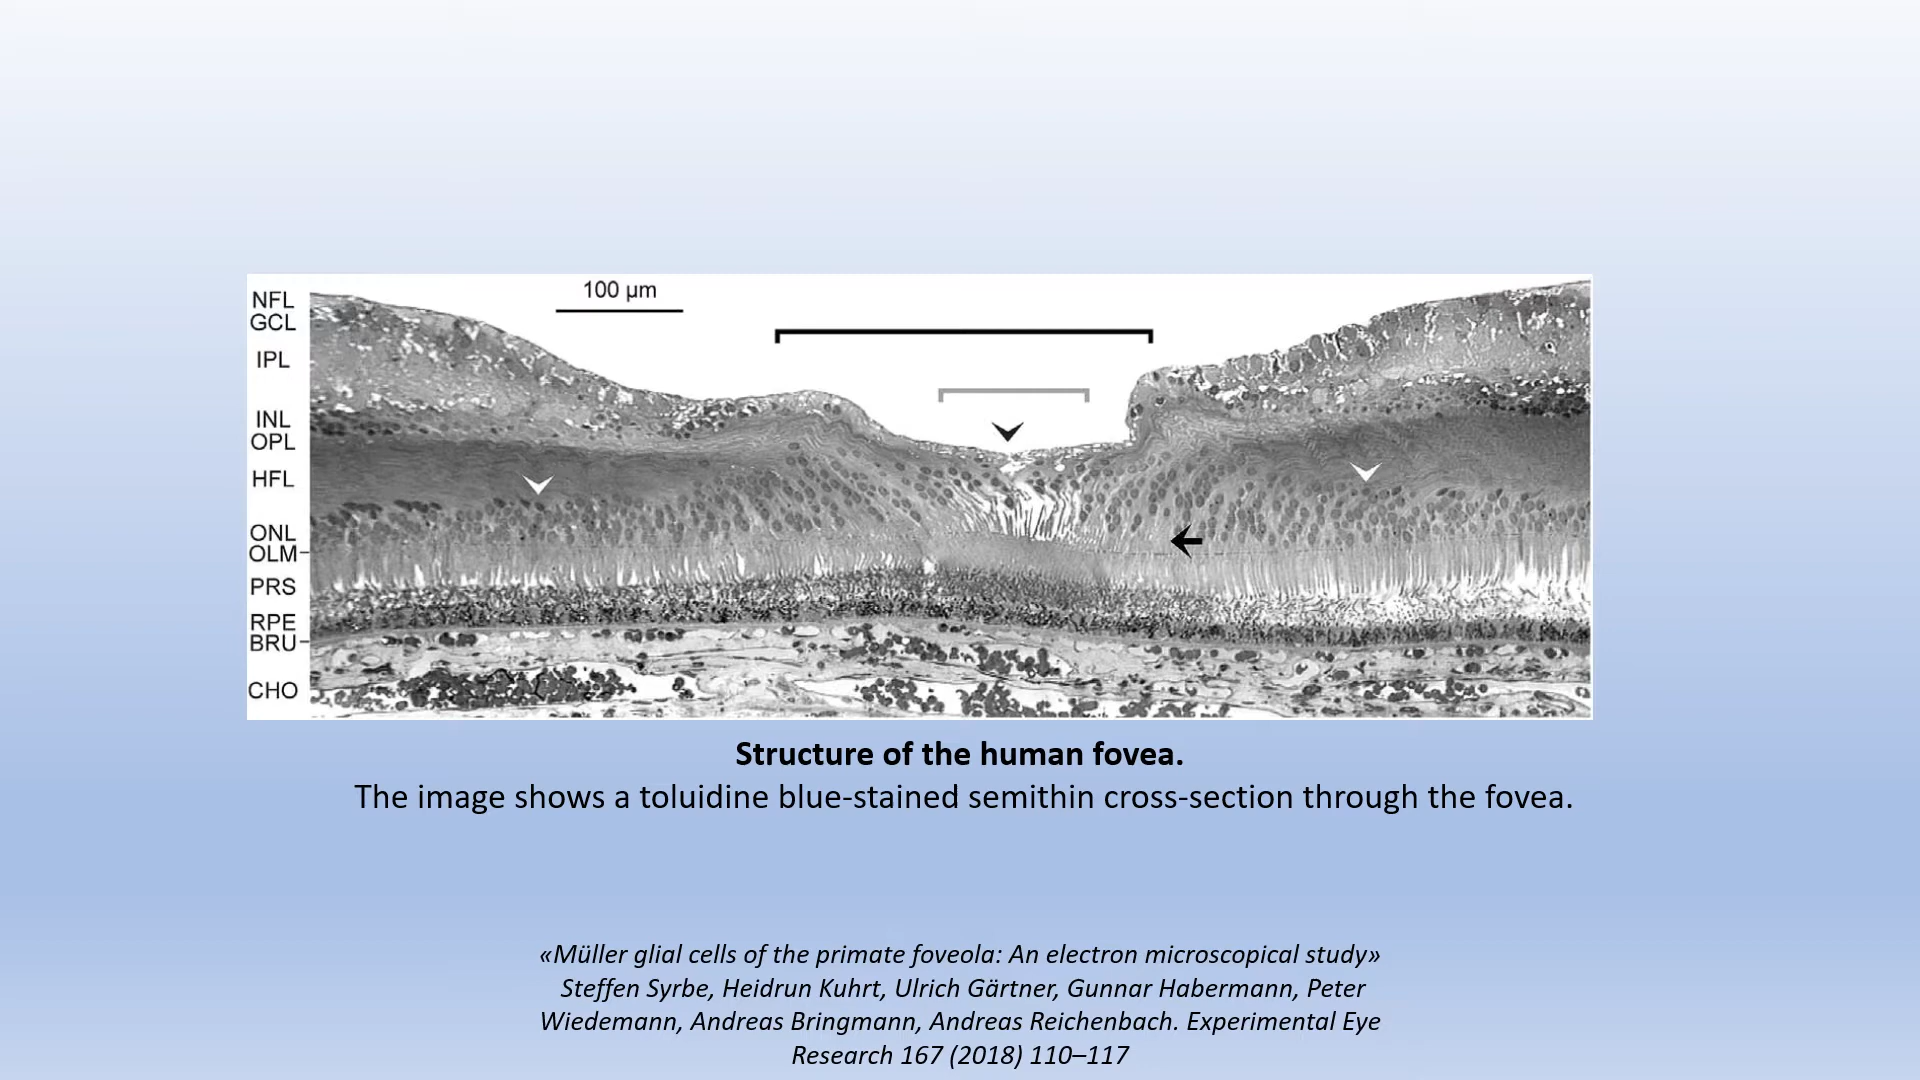 100 µm
NFL
GCL
IPL
INL
OPL
HFL
ONL
OLM
PRS
RPE
BRU
CHO
Structure of the human fovea.
The image shows a toluidine blue-stained semithin cross-section through the fovea.
«Müller glial cells of the primate foveola: An electron microscopical study»
Steffen Syrbe, Heidrun Kuhrt, Ulrich Gärtner, Gunnar Habermann, Peter
Wiedemann, Andreas Bringmann, Andreas Reichenbach. Experimental Eye
Research 167 (2018) 110–117